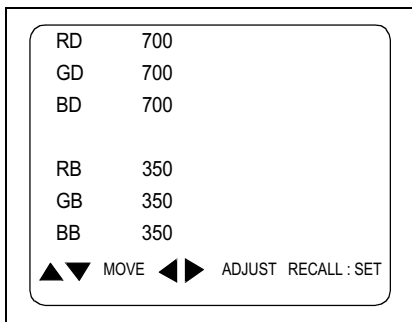 RD 700
GD 700
BD 700
RB 350
GB 350
BB 350
▲▼ MOVE ◀▶ ADJUST RECALL : SET